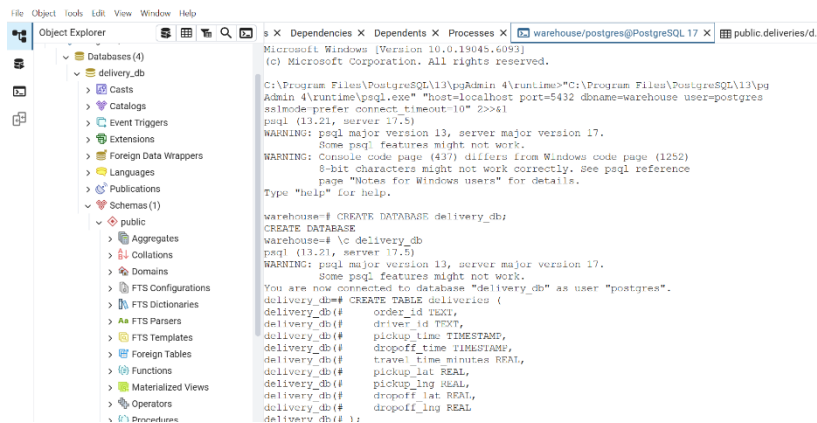 File Object Tools Edit View Window Help
Object Explorer
s × Dependencies × Dependents × Processes × warehouse/postgres@PostgreSQL 17 × public.deliveries/d.
Databases (4)
delivery_db
Casts
Catalogs
Event Triggers
Extensions
Foreign Data Wrappers
Languages
Publications
Schemas (1)
public
Aggregates
Collations
Domains
FTS Configurations
FTS Dictionaries
FTS Parsers
FTS Templates
Foreign Tables
Functions
Materialized Views
Operators
Procedures
Microsoft Windows [Version 10.0.19045.6093]
(c) Microsoft Corporation. All rights reserved.
C:\Program Files\PostgreSQL\13\pgAdmin 4\runtime>"C:\Program Files\PostgreSQL\13\pg
Admin 4\runtime\psql.exe" "host=localhost port=5432 dbname=warehouse user=postgres
sslmode=prefer connect_timeout=10" 2>>&1
psql (13.21, server 17.5)
WARNING: psql major version 13, server major version 17.
Some psql features might not work.
WARNING: Console code page (437) differs from Windows code page (1252)
8-bit characters might not work correctly. See psql reference
page "Notes for Windows users" for details.
Type "help" for help.
warehouse=# CREATE DATABASE delivery_db;
CREATE DATABASE
warehouse=# \c delivery_db
psql (13.21, server 17.5)
WARNING: psql major version 13, server major version 17.
Some psql features might not work.
You are now connected to database "delivery_db" as user "postgres".
delivery_db=# CREATE TABLE deliveries (
delivery_db(# order_id TEXT,
delivery_db(# driver_id TEXT,
delivery_db(# pickup_time TIMESTAMP,
delivery_db(# dropoff_time TIMESTAMP,
delivery_db(# travel_time_minutes REAL,
delivery_db(# pickup_lat REAL,
delivery_db(# pickup_lng REAL,
delivery_db(# dropoff_lat REAL,
delivery_db(# dropoff_lng REAL
delivery_db(# );